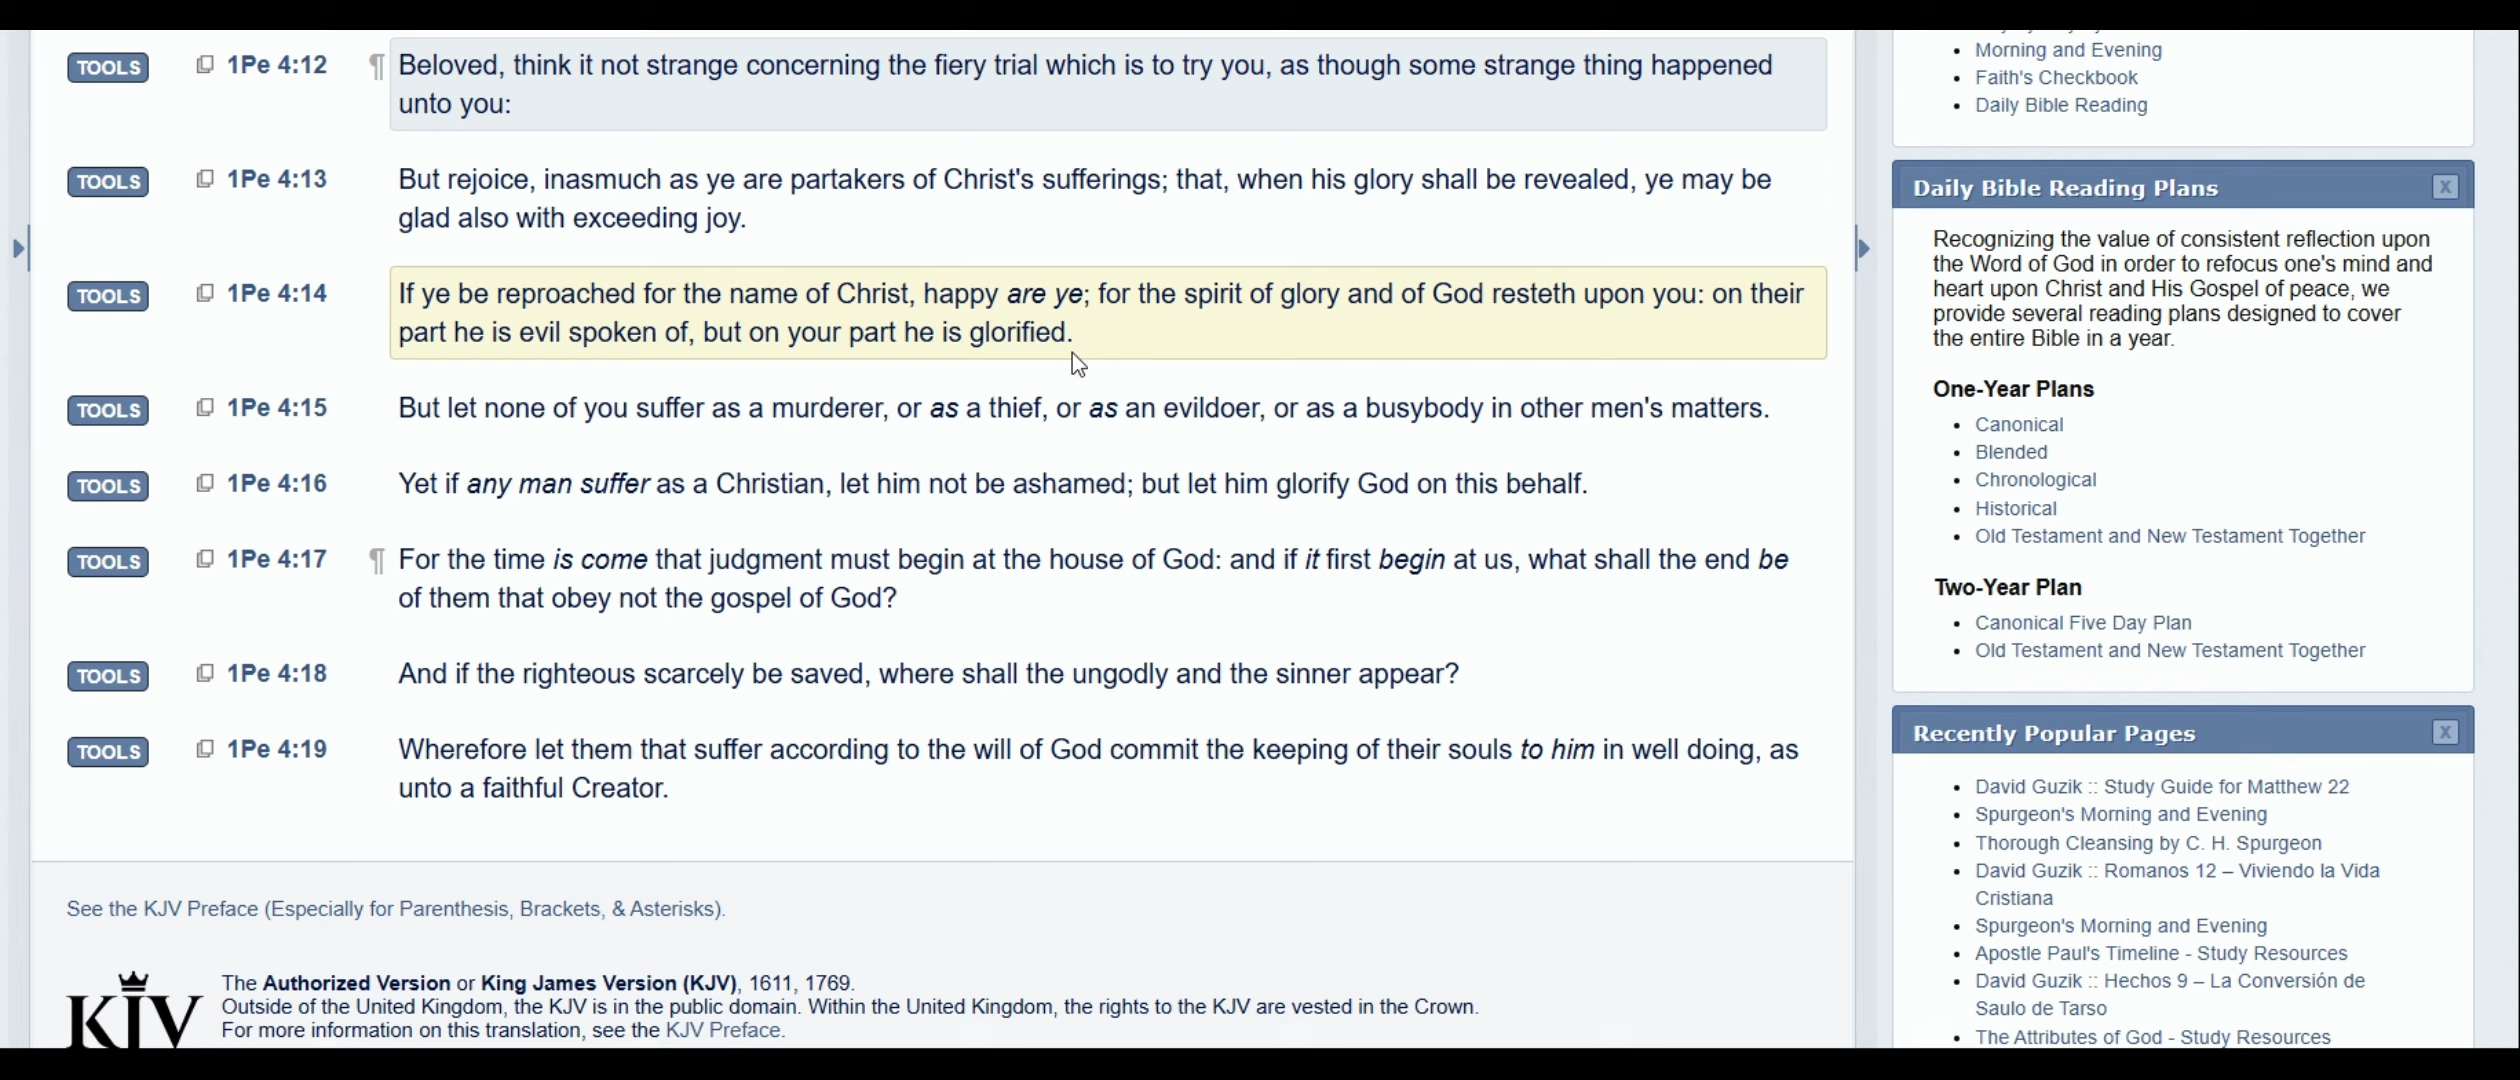 TOOLS 1Pe 4:12 ¶ Beloved, think it not strange concerning the fiery trial which is to try you, as though some strange thing happened
unto you:
TOOLS 1Pe 4:13 But rejoice, inasmuch as ye are partakers of Christ's sufferings; that, when his glory shall be revealed, ye may be
glad also with exceeding joy.
TOOLS 1Pe 4:14 If ye be reproached for the name of Christ, happy are ye; for the spirit of glory and of God resteth upon you: on their
part he is evil spoken of, but on your part he is glorified.
TOOLS 1Pe 4:15 But let none of you suffer as a murderer, or as a thief, or as an evildoer, or as a busybody in other men's matters.
TOOLS 1Pe 4:16 Yet if any man suffer as a Christian, let him not be ashamed; but let him glorify God on this behalf.
TOOLS 1Pe 4:17 ¶ For the time is come that judgment must begin at the house of God: and if it first begin at us, what shall the end be
of them that obey not the gospel of God?
TOOLS 1Pe 4:18 And if the righteous scarcely be saved, where shall the ungodly and the sinner appear?
TOOLS 1Pe 4:19 Wherefore let them that suffer according to the will of God commit the keeping of their souls to him in well doing, as
unto a faithful Creator.
See the KJV Preface (Especially for Parenthesis, Brackets, & Asterisks).
KJV
The Authorized Version or King James Version (KJV), 1611, 1769.
Outside of the United Kingdom, the KJV is in the public domain. Within the United Kingdom, the rights to the KJV are vested in the Crown.
For more information on this translation, see the KJV Preface.
• Morning and Evening
• Faith's Checkbook
• Daily Bible Reading
Daily Bible Reading Plans X
Recognizing the value of consistent reflection upon
the Word of God in order to refocus one's mind and
heart upon Christ and His Gospel of peace, we
provide several reading plans designed to cover
the entire Bible in a year.
One-Year Plans
• Canonical
• Blended
• Chronological
• Historical
• Old Testament and New Testament Together
Two-Year Plan
• Canonical Five Day Plan
• Old Testament and New Testament Together
Recently Popular Pages X
• David Guzik :: Study Guide for Matthew 22
• Spurgeon's Morning and Evening
• Thorough Cleansing by C. H. Spurgeon
• David Guzik :: Romanos 12 – Viviendo la Vida
Cristiana
• Spurgeon's Morning and Evening
• Apostle Paul's Timeline - Study Resources
• David Guzik :: Hechos 9 – La Conversión de
Saulo de Tarso
• The Attributes of God - Study Resources